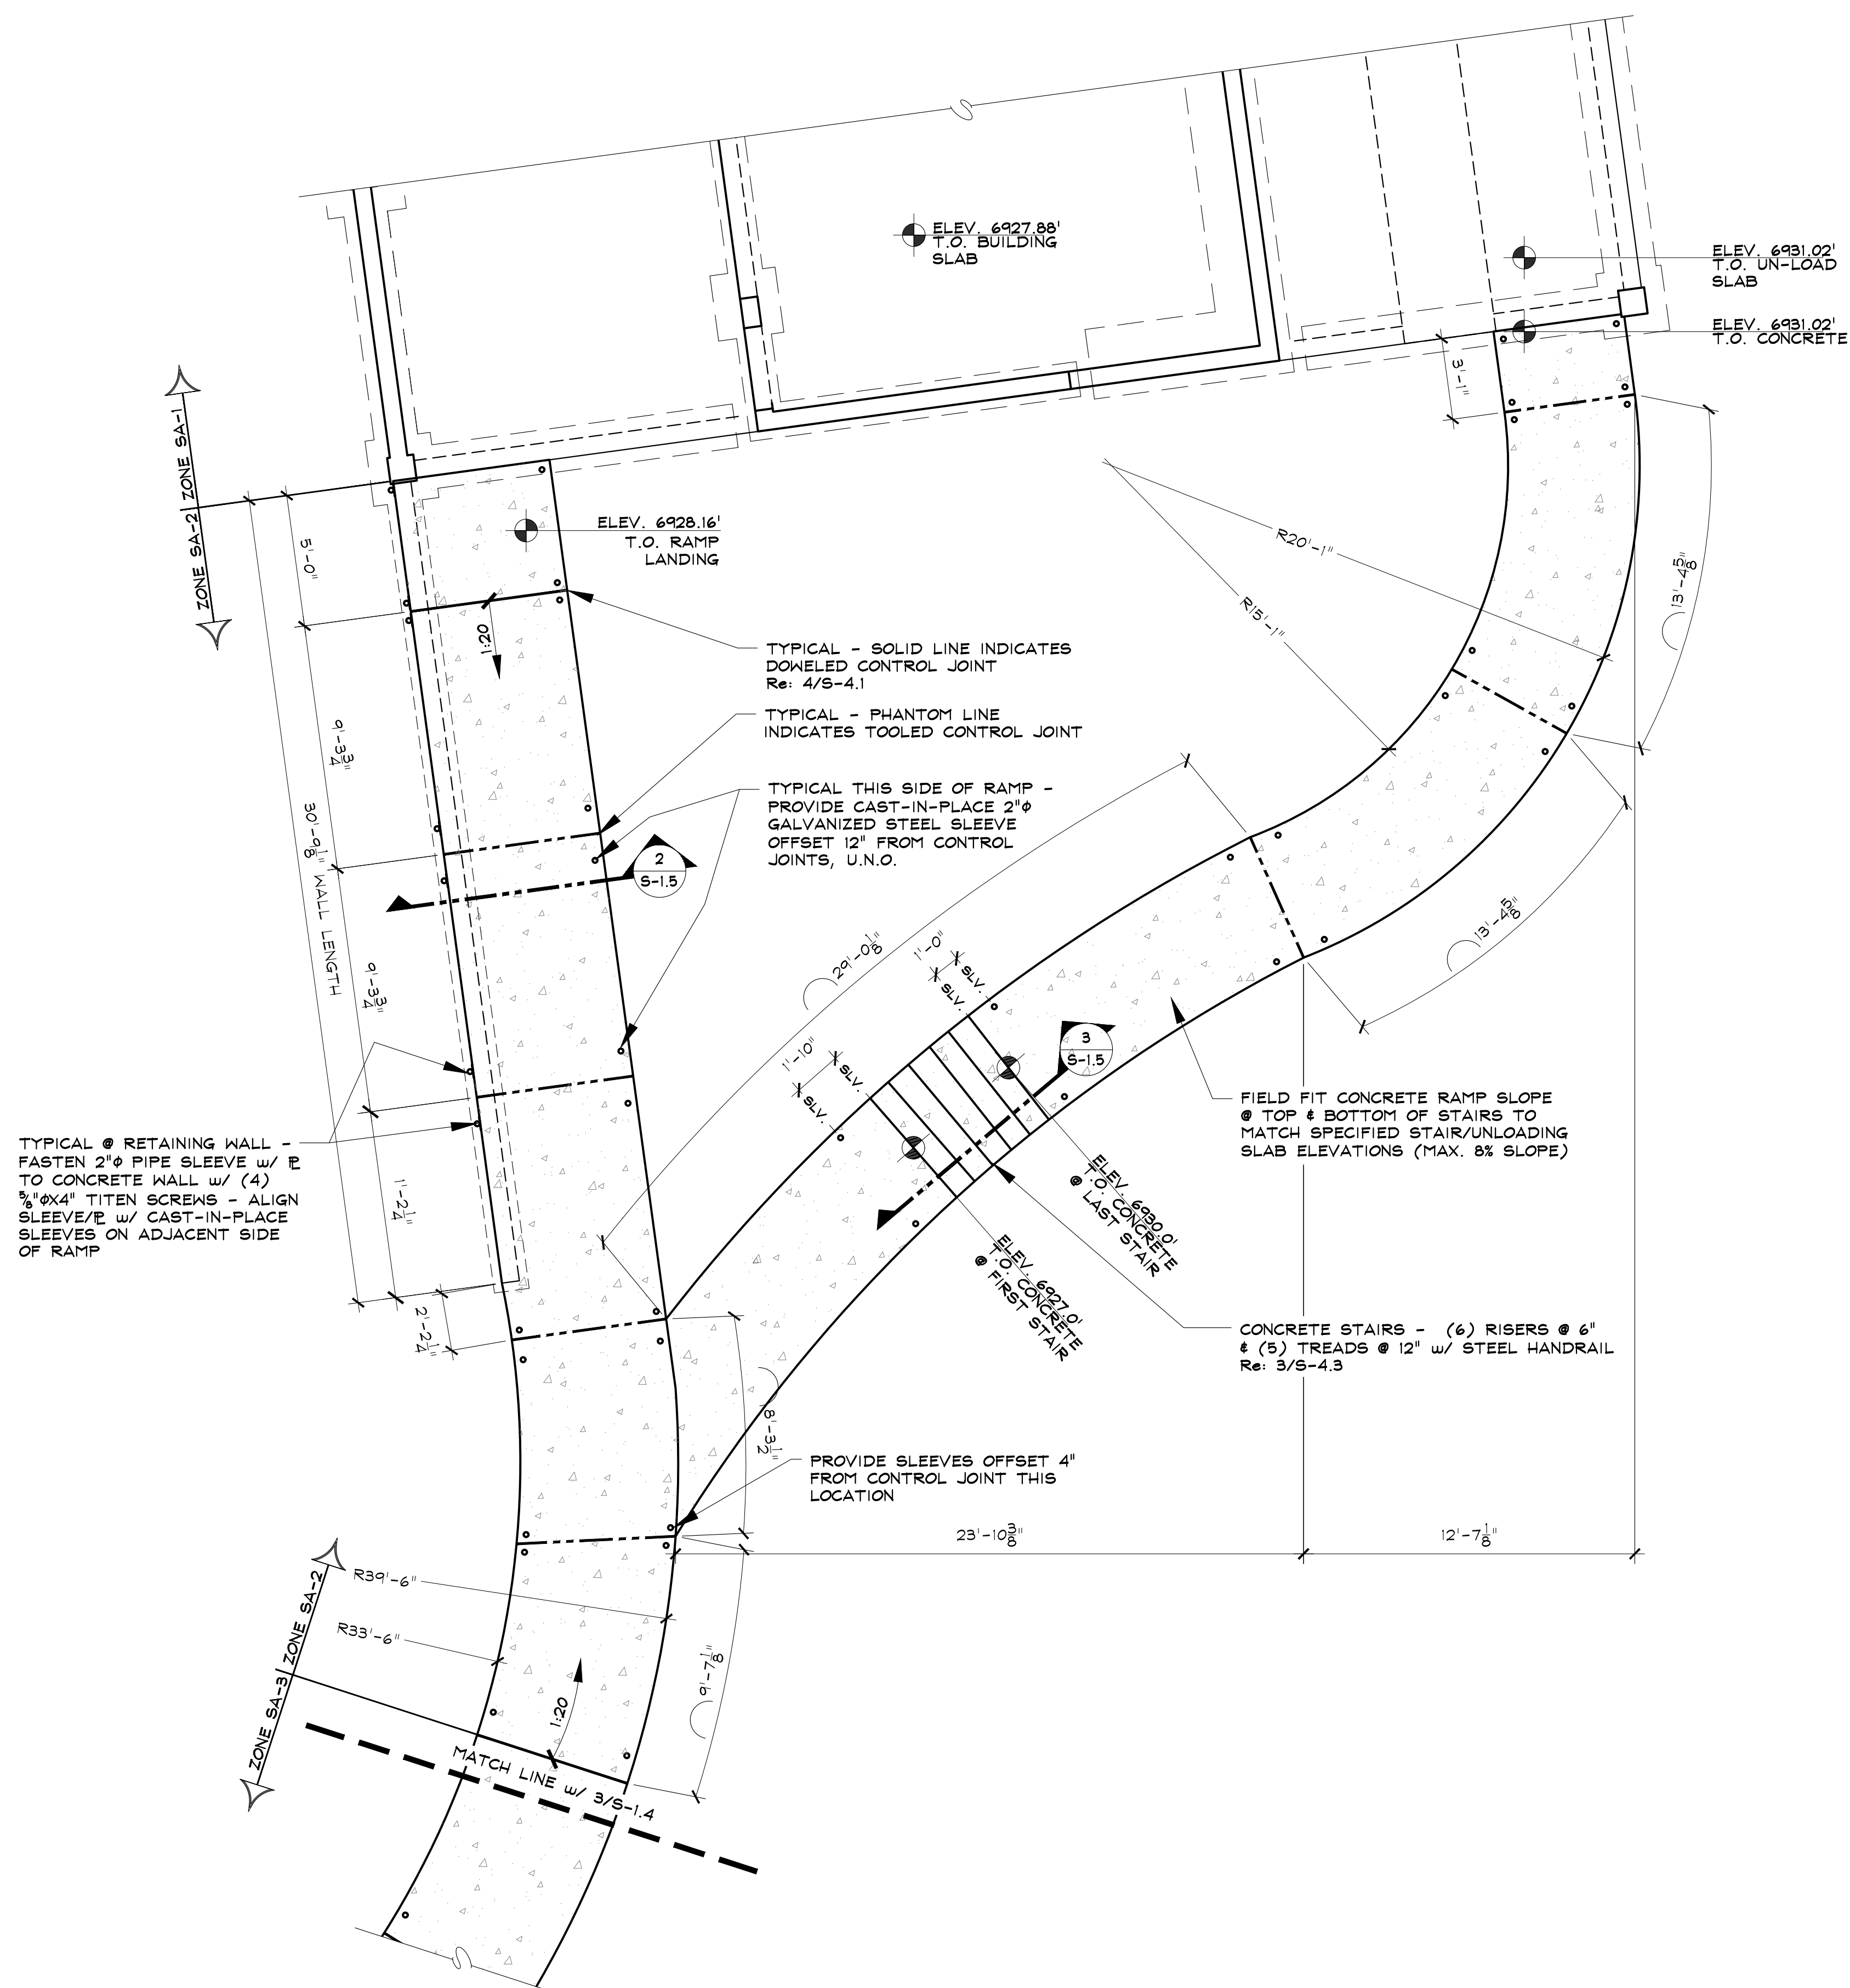 ELEV. 6927.88'
T.O. BUILDING
SLAB
ELEV. 6931.02'
T.O. UN-LOAD
SLAB
ELEV. 6931.02'
T.O. CONCRETE
3'-1"
ZONE SA-1
ZONE SA-2
5'-0"
ELEV. 6928.16'
T.O. RAMP
LANDING
1:20
R20'-1"
R15'-1"
13'-4 5/8"
TYPICAL - SOLID LINE INDICATES
DOWELED CONTROL JOINT
Re: 4/S-4.1
TYPICAL - PHANTOM LINE
INDICATES TOOLED CONTROL JOINT
TYPICAL THIS SIDE OF RAMP -
PROVIDE CAST-IN-PLACE 2"ϕ
GALVANIZED STEEL SLEEVE
OFFSET 12" FROM CONTROL
JOINTS, U.N.O.
9'-3 3/4"
30'-9 1/8" WALL LENGTH
2
S-1.5
9'-3 3/4"
13'-4 5/8"
29'-0 1/8"
1'-0"
SLV.
SLV.
1'-10"
SLV.
SLV.
3
S-1.5
FIELD FIT CONCRETE RAMP SLOPE
@ TOP & BOTTOM OF STAIRS TO
MATCH SPECIFIED STAIR/UNLOADING
SLAB ELEVATIONS (MAX. 8% SLOPE)
TYPICAL @ RETAINING WALL -
FASTEN 2"ϕ PIPE SLEEVE w/ PL
TO CONCRETE WALL w/ (4)
5/8"ϕX4" TITEN SCREWS - ALIGN
SLEEVE/PL w/ CAST-IN-PLACE
SLEEVES ON ADJACENT SIDE
OF RAMP
1'-2 1/4"
2'-2 1/4"
ELEV. 6930.0'
T.O. CONCRETE
@ LAST STAIR
ELEV. 6927.0'
T.O. CONCRETE
@ FIRST STAIR
CONCRETE STAIRS - (6) RISERS @ 6"
& (5) TREADS @ 12" w/ STEEL HANDRAIL
Re: 3/S-4.3
8'-3 1/2"
PROVIDE SLEEVES OFFSET 4"
FROM CONTROL JOINT THIS
LOCATION
23'-10 3/8"
12'-7 1/8"
R39'-6"
R33'-6"
ZONE SA-2
ZONE SA-3
9'-7 1/8"
1:20
MATCH LINE w/ 3/S-1.4